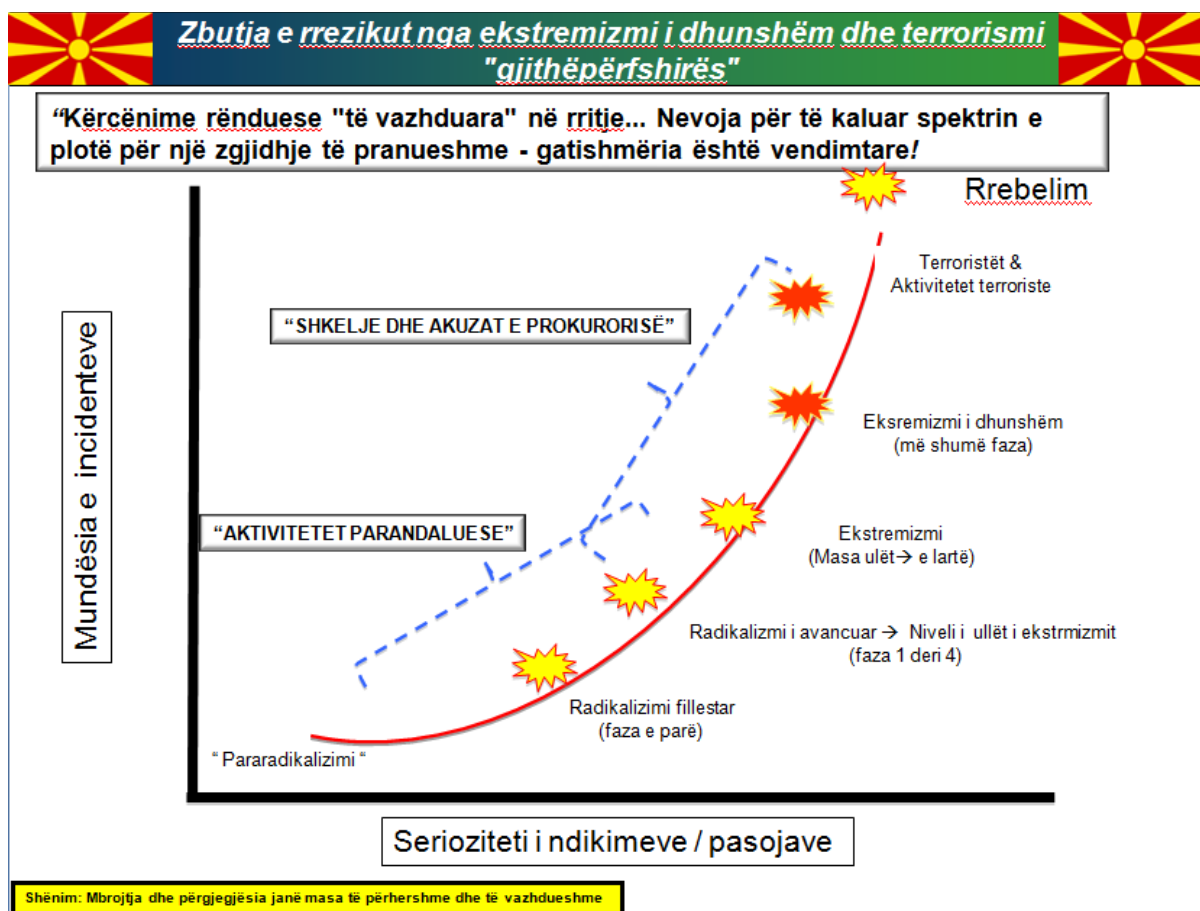 Zbutja e rrezikut nga ekstremizmi i dhunshëm dhe terrorismi
"gjithëpërfshirës"
“Kërcënime rënduese "të vazhduara" në rritje... Nevoja për të kaluar spektrin e
plotë për një zgjidhje të pranueshme - gatishmëria është vendimtare!
Rrebelim
Terroristët &
Aktivitetet terroriste
“SHKELJE DHE AKUZAT E PROKURORISË”
Mundësia e incidenteve
Eksremizmi i dhunshëm
(më shumë faza)
“AKTIVITETET PARANDALUESE”
Ekstremizmi
(Masa ulët→ e lartë)
Radikalizmi i avancuar → Niveli i ullët i ekstrmizmit
(faza 1 deri 4)
Radikalizimi fillestar
(faza e parë)
“ Pararadikalizimi “
Serioziteti i ndikimeve / pasojave
Shënim: Mbrojtja dhe përgjegjësia janë masa të përhershme dhe të vazhdueshme